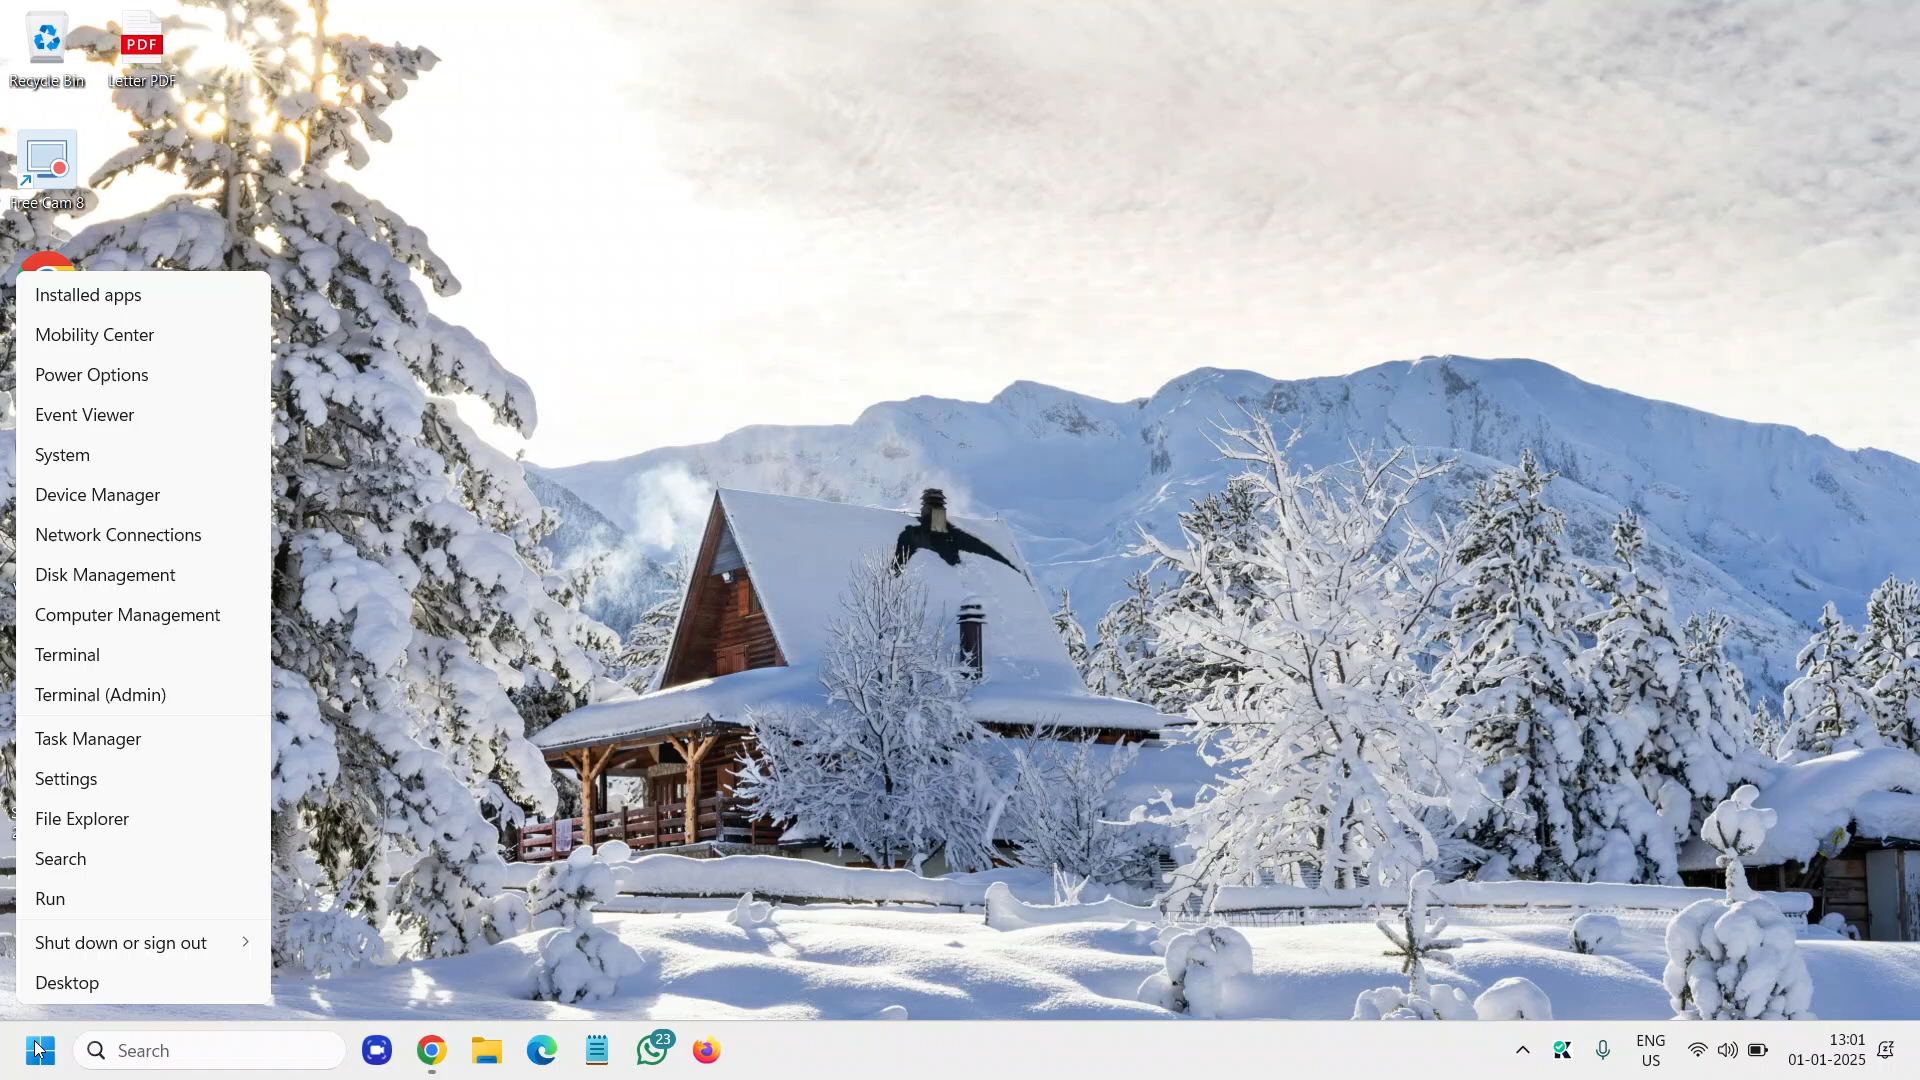 Recycle Bin
PDF
Letter PDF
Free Cam 8
Installed apps
Mobility Center
Power Options
Event Viewer
System
Device Manager
Network Connections
Disk Management
Computer Management
Terminal
Terminal (Admin)
Task Manager
Settings
File Explorer
Search
Run
Shut down or sign out
Desktop
Search
23
ENG
US
13:01
01-01-2025